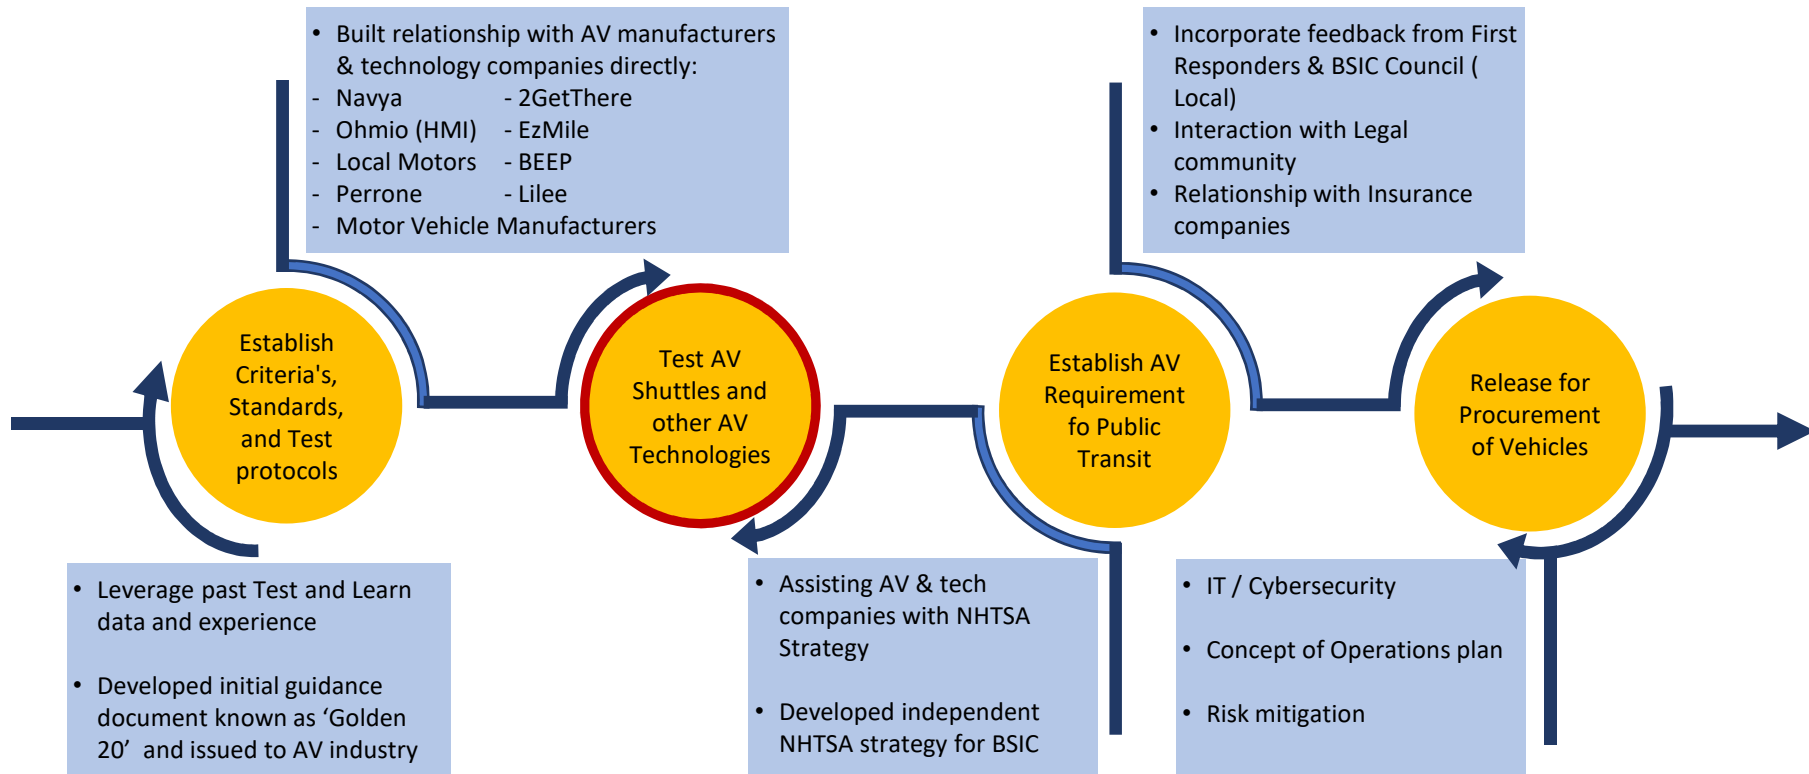 • Built relationship with AV manufacturers
& technology companies directly:
- Navya - 2GetThere
- Ohmio (HMI) - EzMile
- Local Motors - BEEP
- Perrone - Lilee
- Motor Vehicle Manufacturers
• Incorporate feedback from First
Responders & BSIC Council (
Local)
• Interaction with Legal
community
• Relationship with Insurance
companies
Establish
Criteria's,
Standards,
and Test
protocols
Test AV
Shuttles and
other AV
Technologies
Establish AV
Requirement
fo Public
Transit
Release for
Procurement
of Vehicles
• Leverage past Test and Learn
data and experience
• Developed initial guidance
document known as ‘Golden
20’ and issued to AV industry
• Assisting AV & tech
companies with NHTSA
Strategy
• Developed independent
NHTSA strategy for BSIC
• IT / Cybersecurity
• Concept of Operations plan
• Risk mitigation